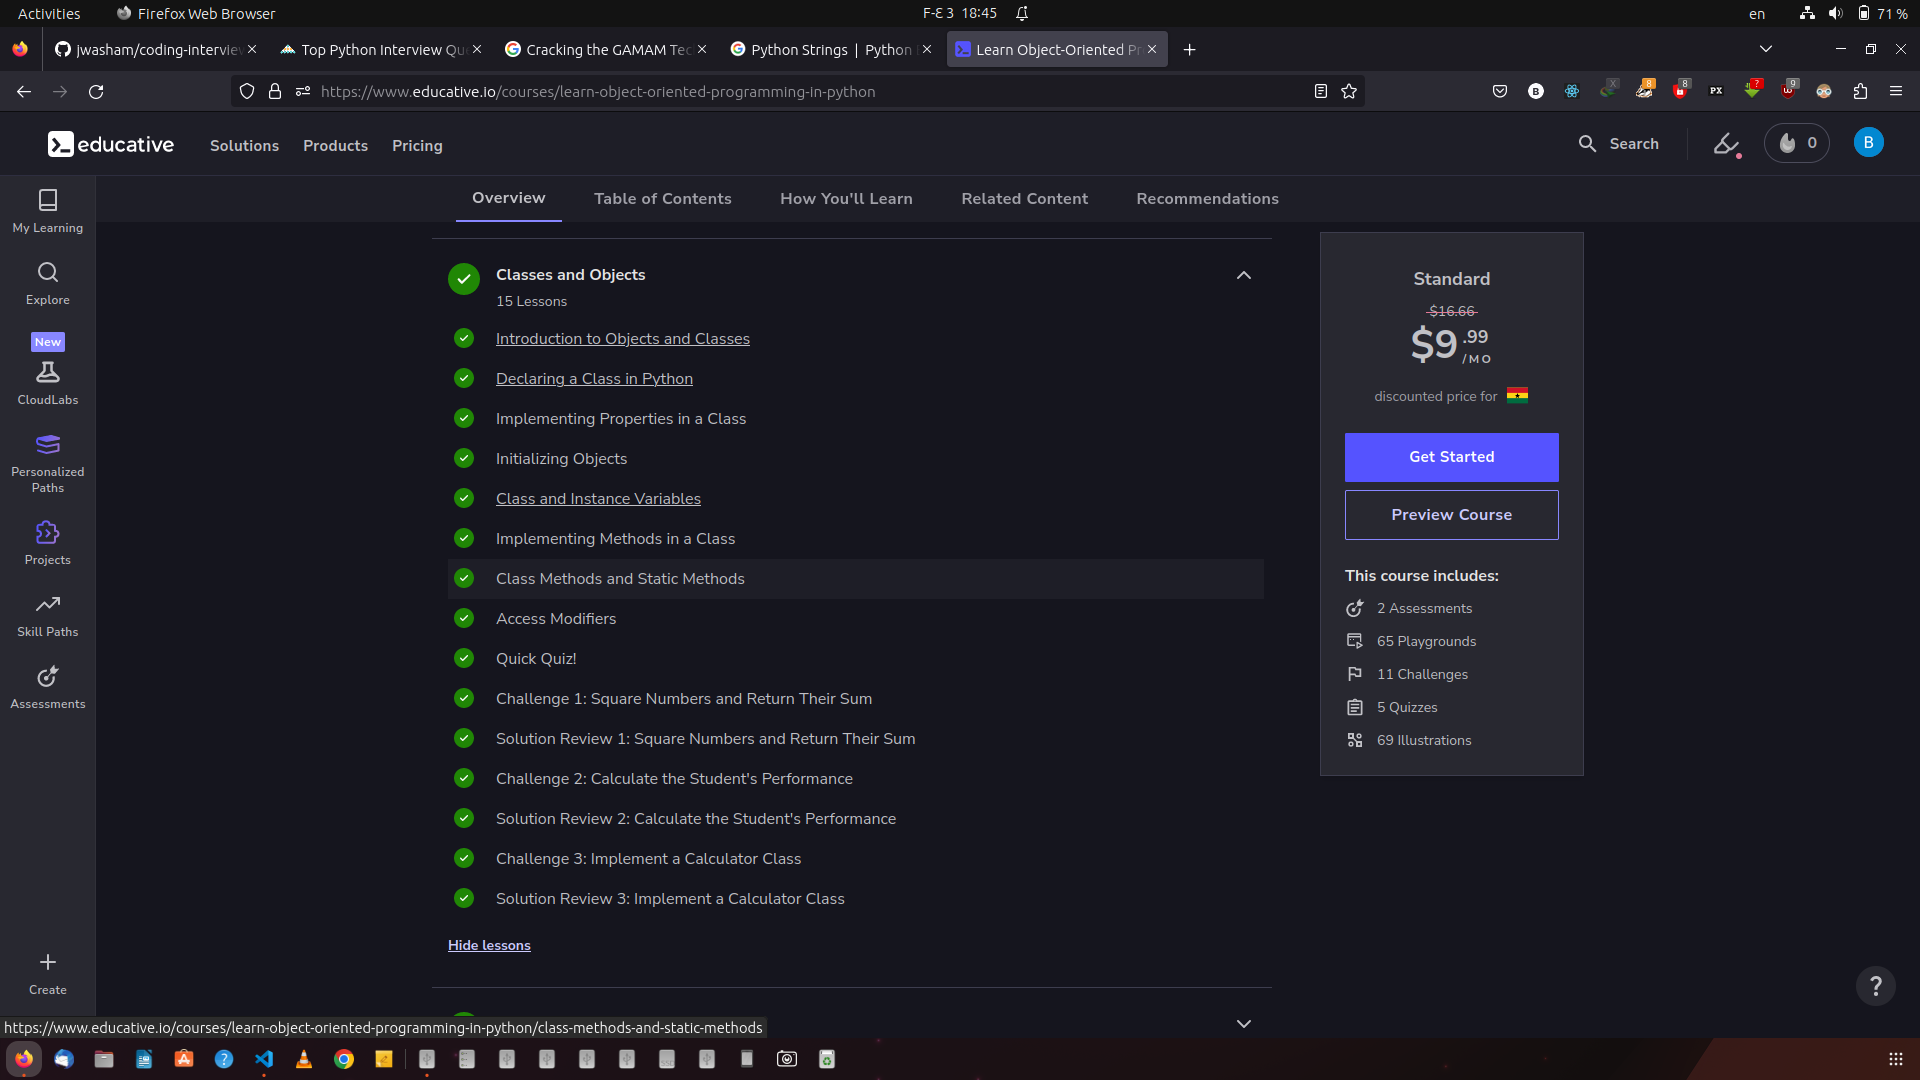 Activities
Firefox Web Browser
F-Ɛ 3 18:45
en
71 %
jwasham/coding-interview
Top Python Interview Qu
Cracking the GAMAM Tec
Python Strings | Python
Learn Object-Oriented Pr
https://www.educative.io/courses/learn-object-oriented-programming-in-python
B
X
8
8
PX
?
9
educative
Solutions
Products
Pricing
Search
0
B
Overview
Table of Contents
How You'll Learn
Related Content
Recommendations
My Learning
Explore
New
CloudLabs
Personalized
Paths
Projects
Skill Paths
Assessments
Create
Classes and Objects
15 Lessons
Introduction to Objects and Classes
Declaring a Class in Python
Implementing Properties in a Class
Initializing Objects
Class and Instance Variables
Implementing Methods in a Class
Class Methods and Static Methods
Access Modifiers
Quick Quiz!
Challenge 1: Square Numbers and Return Their Sum
Solution Review 1: Square Numbers and Return Their Sum
Challenge 2: Calculate the Student's Performance
Solution Review 2: Calculate the Student's Performance
Challenge 3: Implement a Calculator Class
Solution Review 3: Implement a Calculator Class
Hide lessons
Standard
$16.66
$9.99
/MO
discounted price for
Get Started
Preview Course
This course includes:
2 Assessments
65 Playgrounds
11 Challenges
5 Quizzes
69 Illustrations
?
https://www.educative.io/courses/learn-object-oriented-programming-in-python/class-methods-and-static-methods